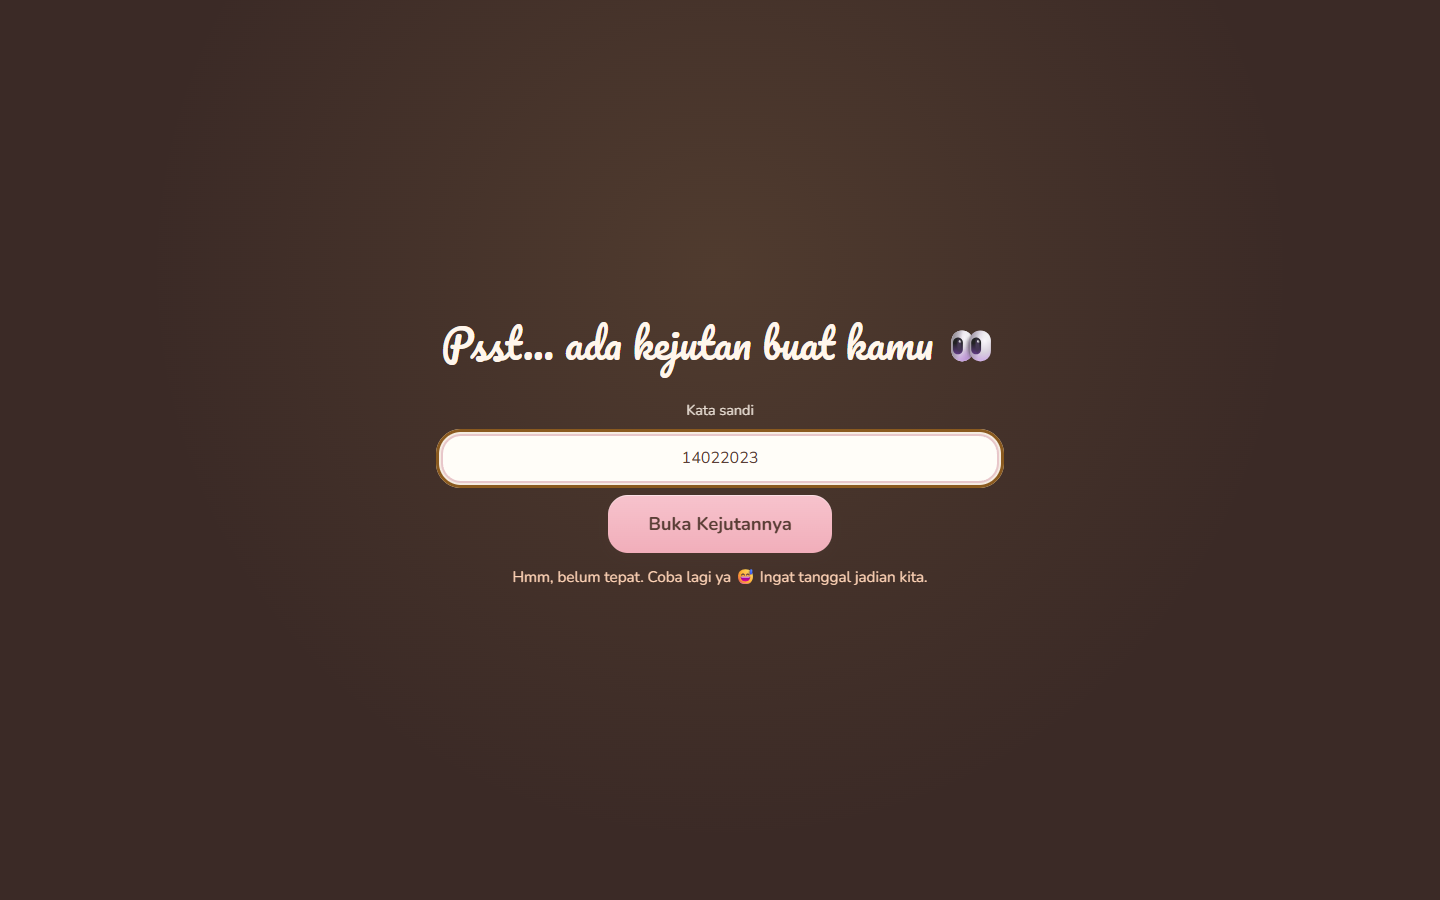 Psst... ada kejutan buat kamu 👀
Kata sandi
14022023
Buka Kejutannya
Hmm, belum tepat. Coba lagi ya 😅 Ingat tanggal jadian kita.